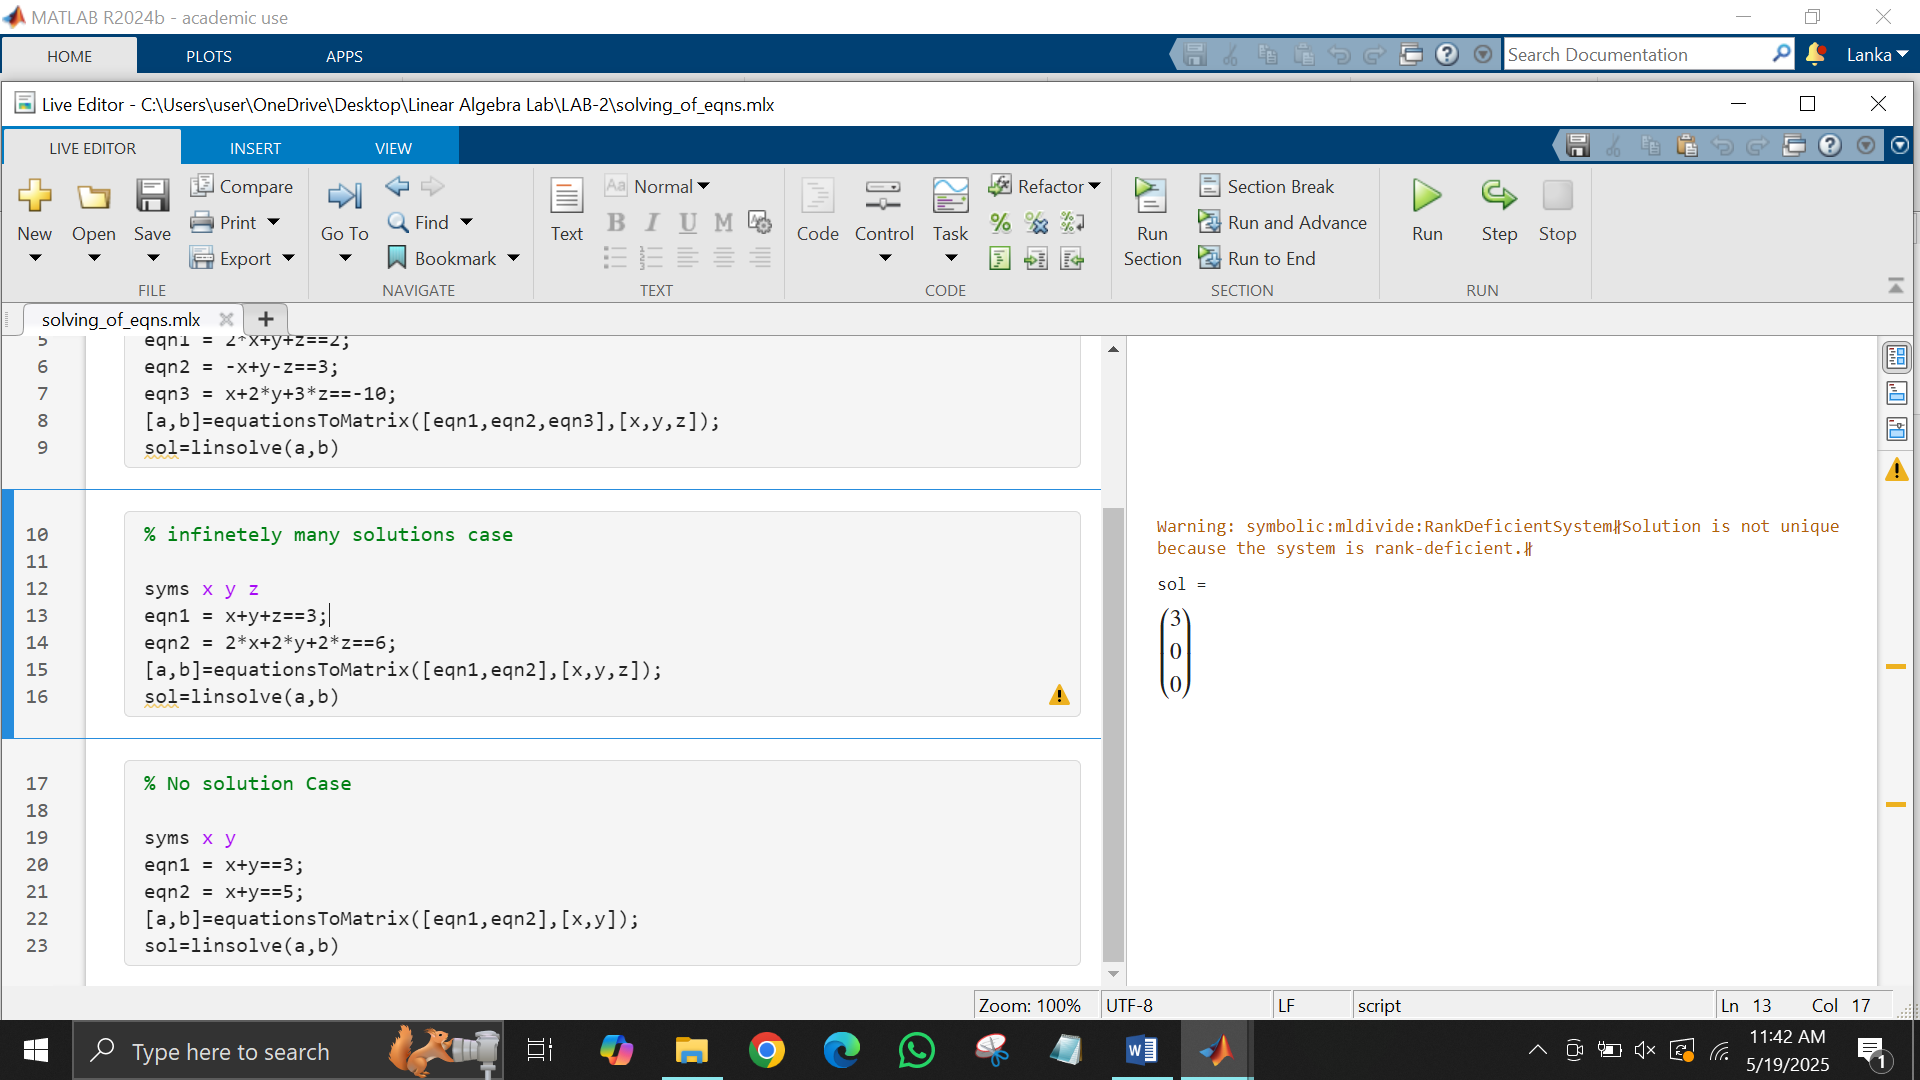 MATLAB R2024b - academic use
HOME PLOTS APPS
Search Documentation
Lanka
Live Editor - C:\Users\user\OneDrive\Desktop\Linear Algebra Lab\LAB-2\solving_of_eqns.mlx
LIVE EDITOR INSERT VIEW
New
Open
Save
Compare
Print
Export
FILE
Go To
Find
Bookmark
NAVIGATE
Text
Aa Normal
B I U M
TEXT
Code
Control
Task
Refactor
CODE
Run Section
Section Break
Run and Advance
Run to End
SECTION
Run
Step
Stop
RUN
solving_of_eqns.mlx
5 eqn1 = 2*x+y+z==2;
6 eqn2 = -x+y-z==3;
7 eqn3 = x+2*y+3*z==-10;
8 [a,b]=equationsToMatrix([eqn1,eqn2,eqn3],[x,y,z]);
9 sol=linsolve(a,b)
10 % infinetely many solutions case
11
12 syms x y z
13 eqn1 = x+y+z==3;
14 eqn2 = 2*x+2*y+2*z==6;
15 [a,b]=equationsToMatrix([eqn1,eqn2],[x,y,z]);
16 sol=linsolve(a,b)
17 % No solution Case
18
19 syms x y
20 eqn1 = x+y==3;
21 eqn2 = x+y==5;
22 [a,b]=equationsToMatrix([eqn1,eqn2],[x,y]);
23 sol=linsolve(a,b)
Warning: symbolic:mldivide:RankDeficientSystem∦Solution is not unique
because the system is rank-deficient.∦
sol =
3
0
0
Zoom: 100% UTF-8 LF script Ln 13 Col 17
Type here to search
11:42 AM
5/19/2025
1